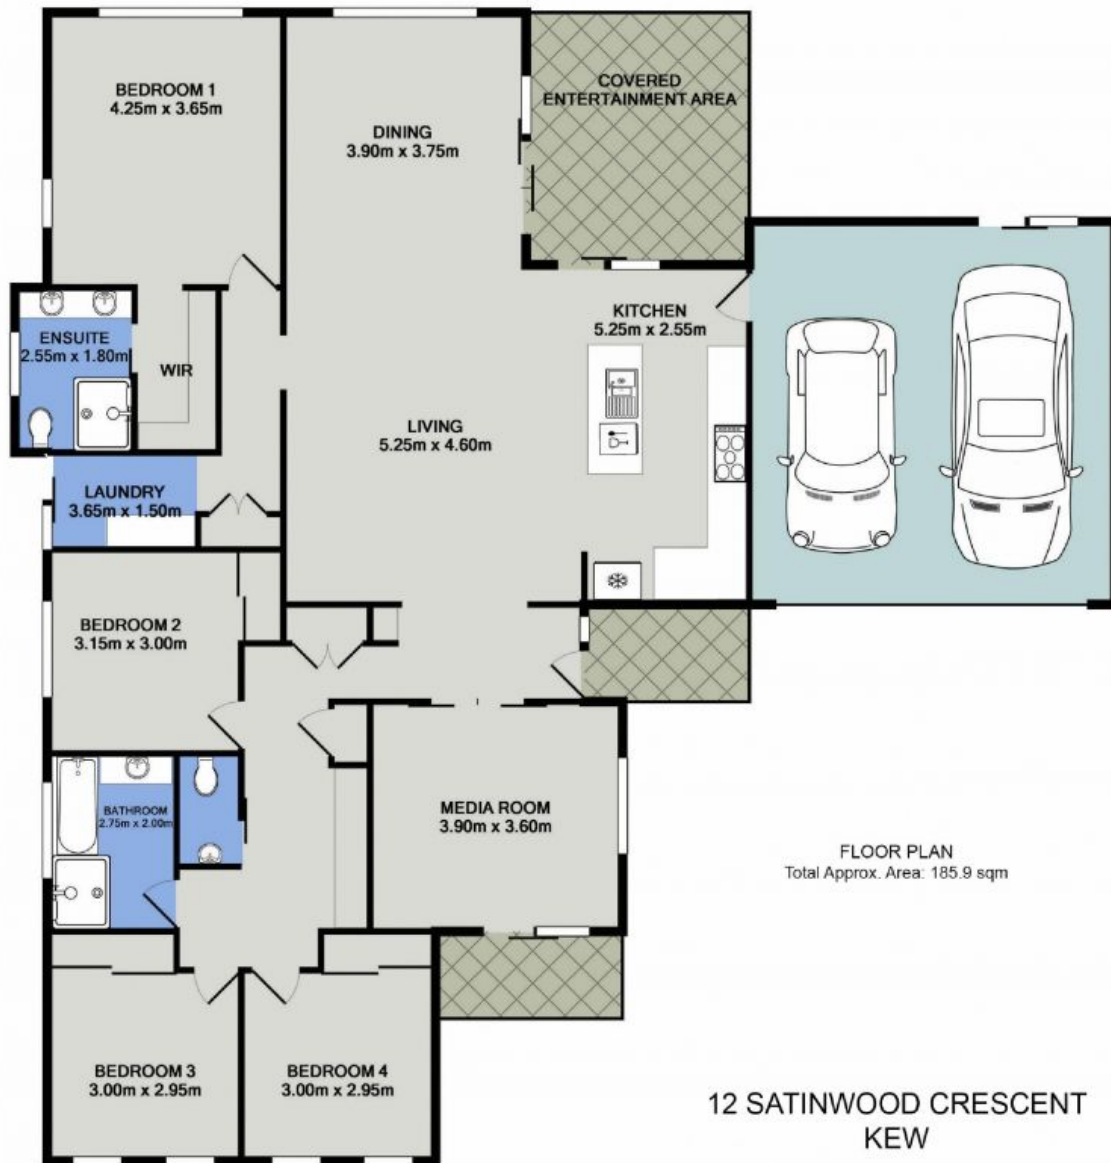 BEDROOM 1
4.25m x 3.65m
DINING
3.90m x 3.75m
COVERED
ENTERTAINMENT AREA
KITCHEN
5.25m x 2.55m
ENSUITE
2.55m x 1.80m
WIR
LIVING
5.25m x 4.60m
LAUNDRY
3.65m x 1.50m
BEDROOM 2
3.15m x 3.00m
BATHROOM
2.75m x 2.00m
MEDIA ROOM
3.90m x 3.60m
FLOOR PLAN
Total Approx. Area: 185.9 sqm
BEDROOM 3
3.00m x 2.95m
BEDROOM 4
3.00m x 2.95m
12 SATINWOOD CRESCENT
KEW